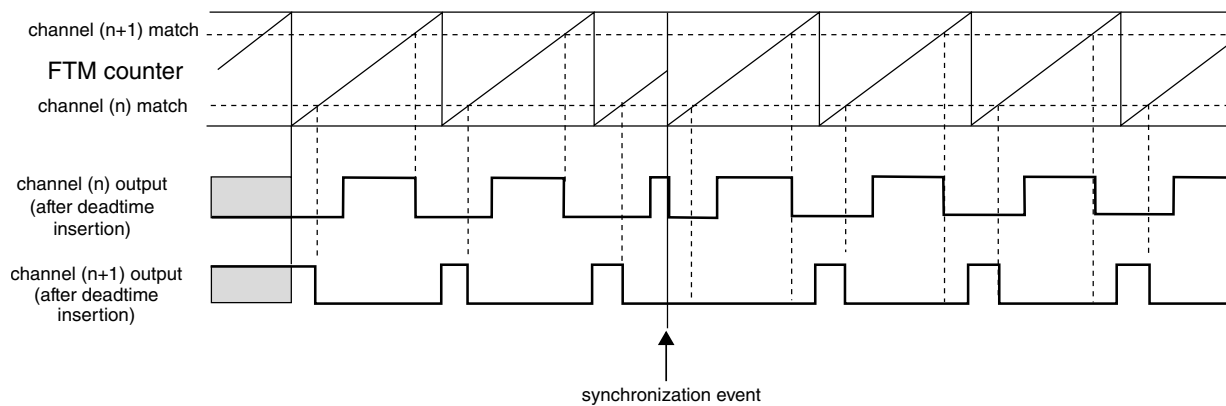 channel (n+1) match
FTM counter
channel (n) match
channel (n) output
(after deadtime
insertion)
channel (n+1) output
(after deadtime
insertion)
synchronization event